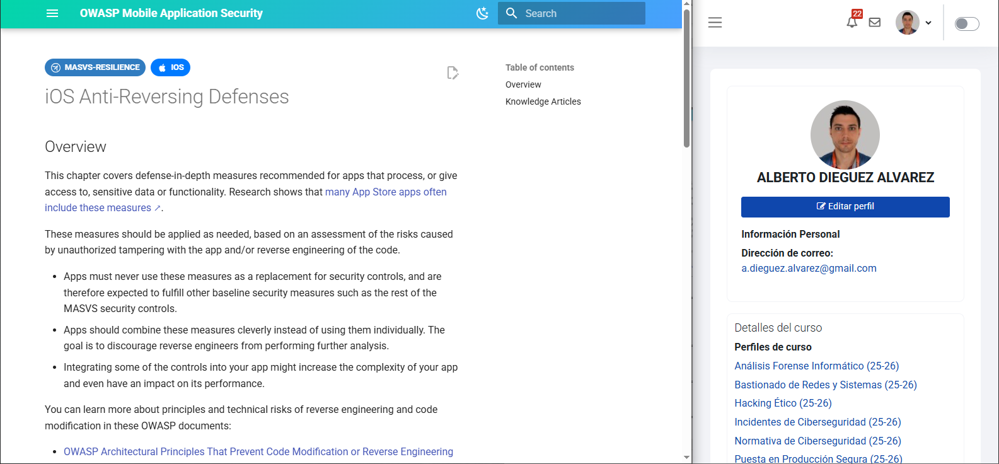 OWASP Mobile Application Security
Search
MASVS-RESILIENCE
IOS
iOS Anti-Reversing Defenses
Overview
This chapter covers defense-in-depth measures recommended for apps that process, or give
access to, sensitive data or functionality. Research shows that many App Store apps often
include these measures ↗.
These measures should be applied as needed, based on an assessment of the risks caused
by unauthorized tampering with the app and/or reverse engineering of the code.
• Apps must never use these measures as a replacement for security controls, and are
therefore expected to fulfill other baseline security measures such as the rest of the
MASVS security controls.
• Apps should combine these measures cleverly instead of using them individually. The
goal is to discourage reverse engineers from performing further analysis.
• Integrating some of the controls into your app might increase the complexity of your app
and even have an impact on its performance.
You can learn more about principles and technical risks of reverse engineering and code
modification in these OWASP documents:
• OWASP Architectural Principles That Prevent Code Modification or Reverse Engineering
Table of contents
Overview
Knowledge Articles
22
ALBERTO DIEGUEZ ALVAREZ
Editar perfil
Información Personal
Dirección de correo:
a.dieguez.alvarez@gmail.com
Detalles del curso
Perfiles de curso
Análisis Forense Informático (25-26)
Bastionado de Redes y Sistemas (25-26)
Hacking Ético (25-26)
Incidentes de Ciberseguridad (25-26)
Normativa de Ciberseguridad (25-26)
Puesta en Producción Segura (25-26)